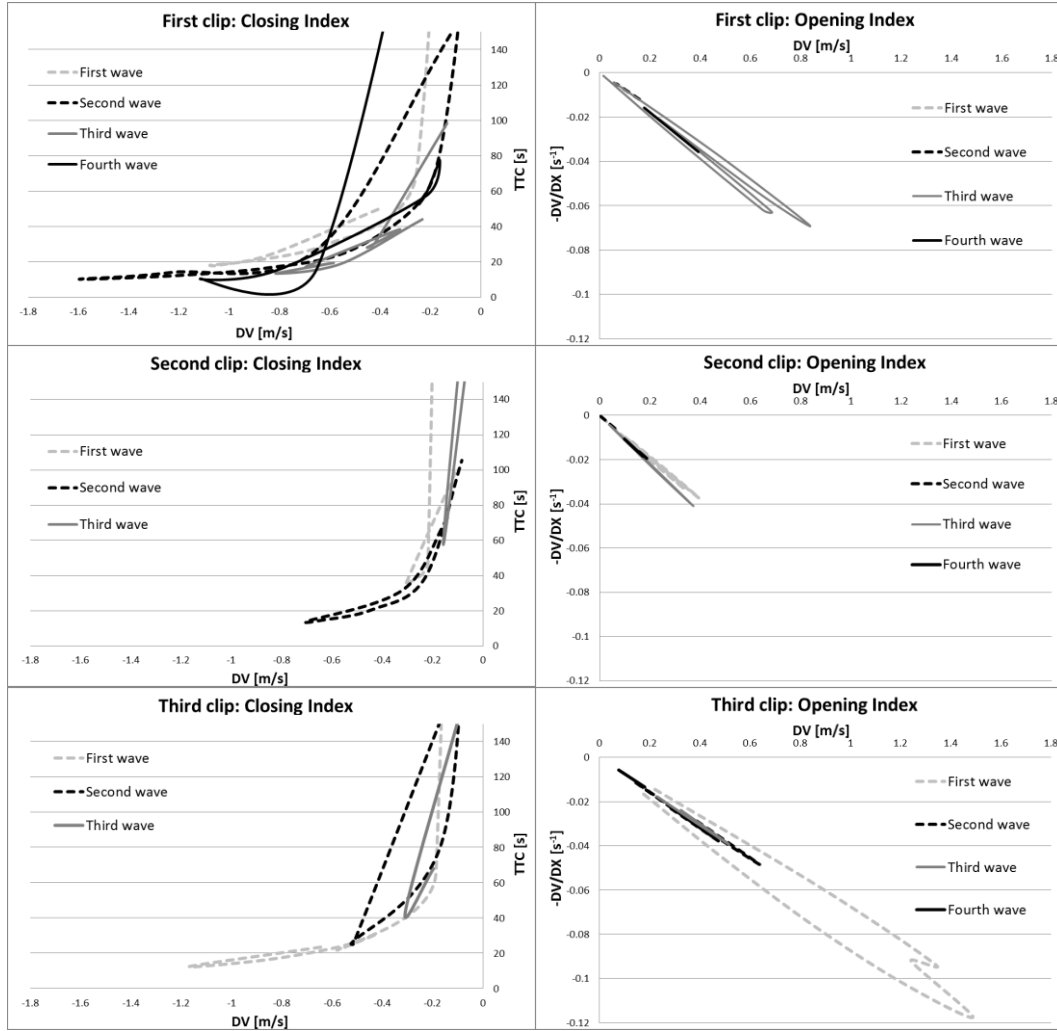 First clip: Closing Index
140
120
100
80
60
40
20
0
TTC [s]
First wave
Second wave
Third wave
Fourth wave
-1.8 -1.6 -1.4 -1.2 -1 -0.8 -0.6 -0.4 -0.2 0
DV [m/s]
First clip: Opening Index
DV [m/s]
0 0.2 0.4 0.6 0.8 1 1.2 1.4 1.6 1.8
0
-0.02
-0.04
-0.06
-0.08
-0.1
-0.12
-DV/DX [s-1]
First wave
Second wave
Third wave
Fourth wave
Second clip: Closing Index
140
120
100
80
60
40
20
0
TTC [s]
First wave
Second wave
Third wave
-1.8 -1.6 -1.4 -1.2 -1 -0.8 -0.6 -0.4 -0.2 0
DV [m/s]
Second clip: Opening Index
DV [m/s]
0 0.2 0.4 0.6 0.8 1 1.2 1.4 1.6 1.8
0
-0.02
-0.04
-0.06
-0.08
-0.1
-0.12
-DV/DX [s-1]
First wave
Second wave
Third wave
Fourth wave
Third clip: Closing Index
140
120
100
80
60
40
20
0
TTC [s]
First wave
Second wave
Third wave
-1.8 -1.6 -1.4 -1.2 -1 -0.8 -0.6 -0.4 -0.2 0
DV [m/s]
Third clip: Opening Index
DV [m/s]
0 0.2 0.4 0.6 0.8 1 1.2 1.4 1.6 1.8
0
-0.02
-0.04
-0.06
-0.08
-0.1
-0.12
-DV/DX [s-1]
First wave
Second wave
Third wave
Fourth wave